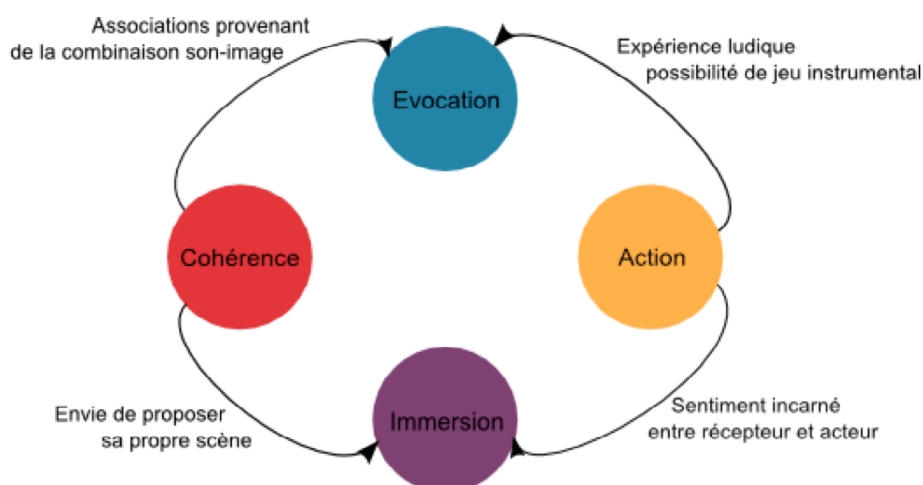 Associations provenant
de la combinaison son-image
Expérience ludique
possibilité de jeu instrumental
Evocation
Cohérence
Action
Envie de proposer
sa propre scène
Immersion
Sentiment incarné
entre récepteur et acteur